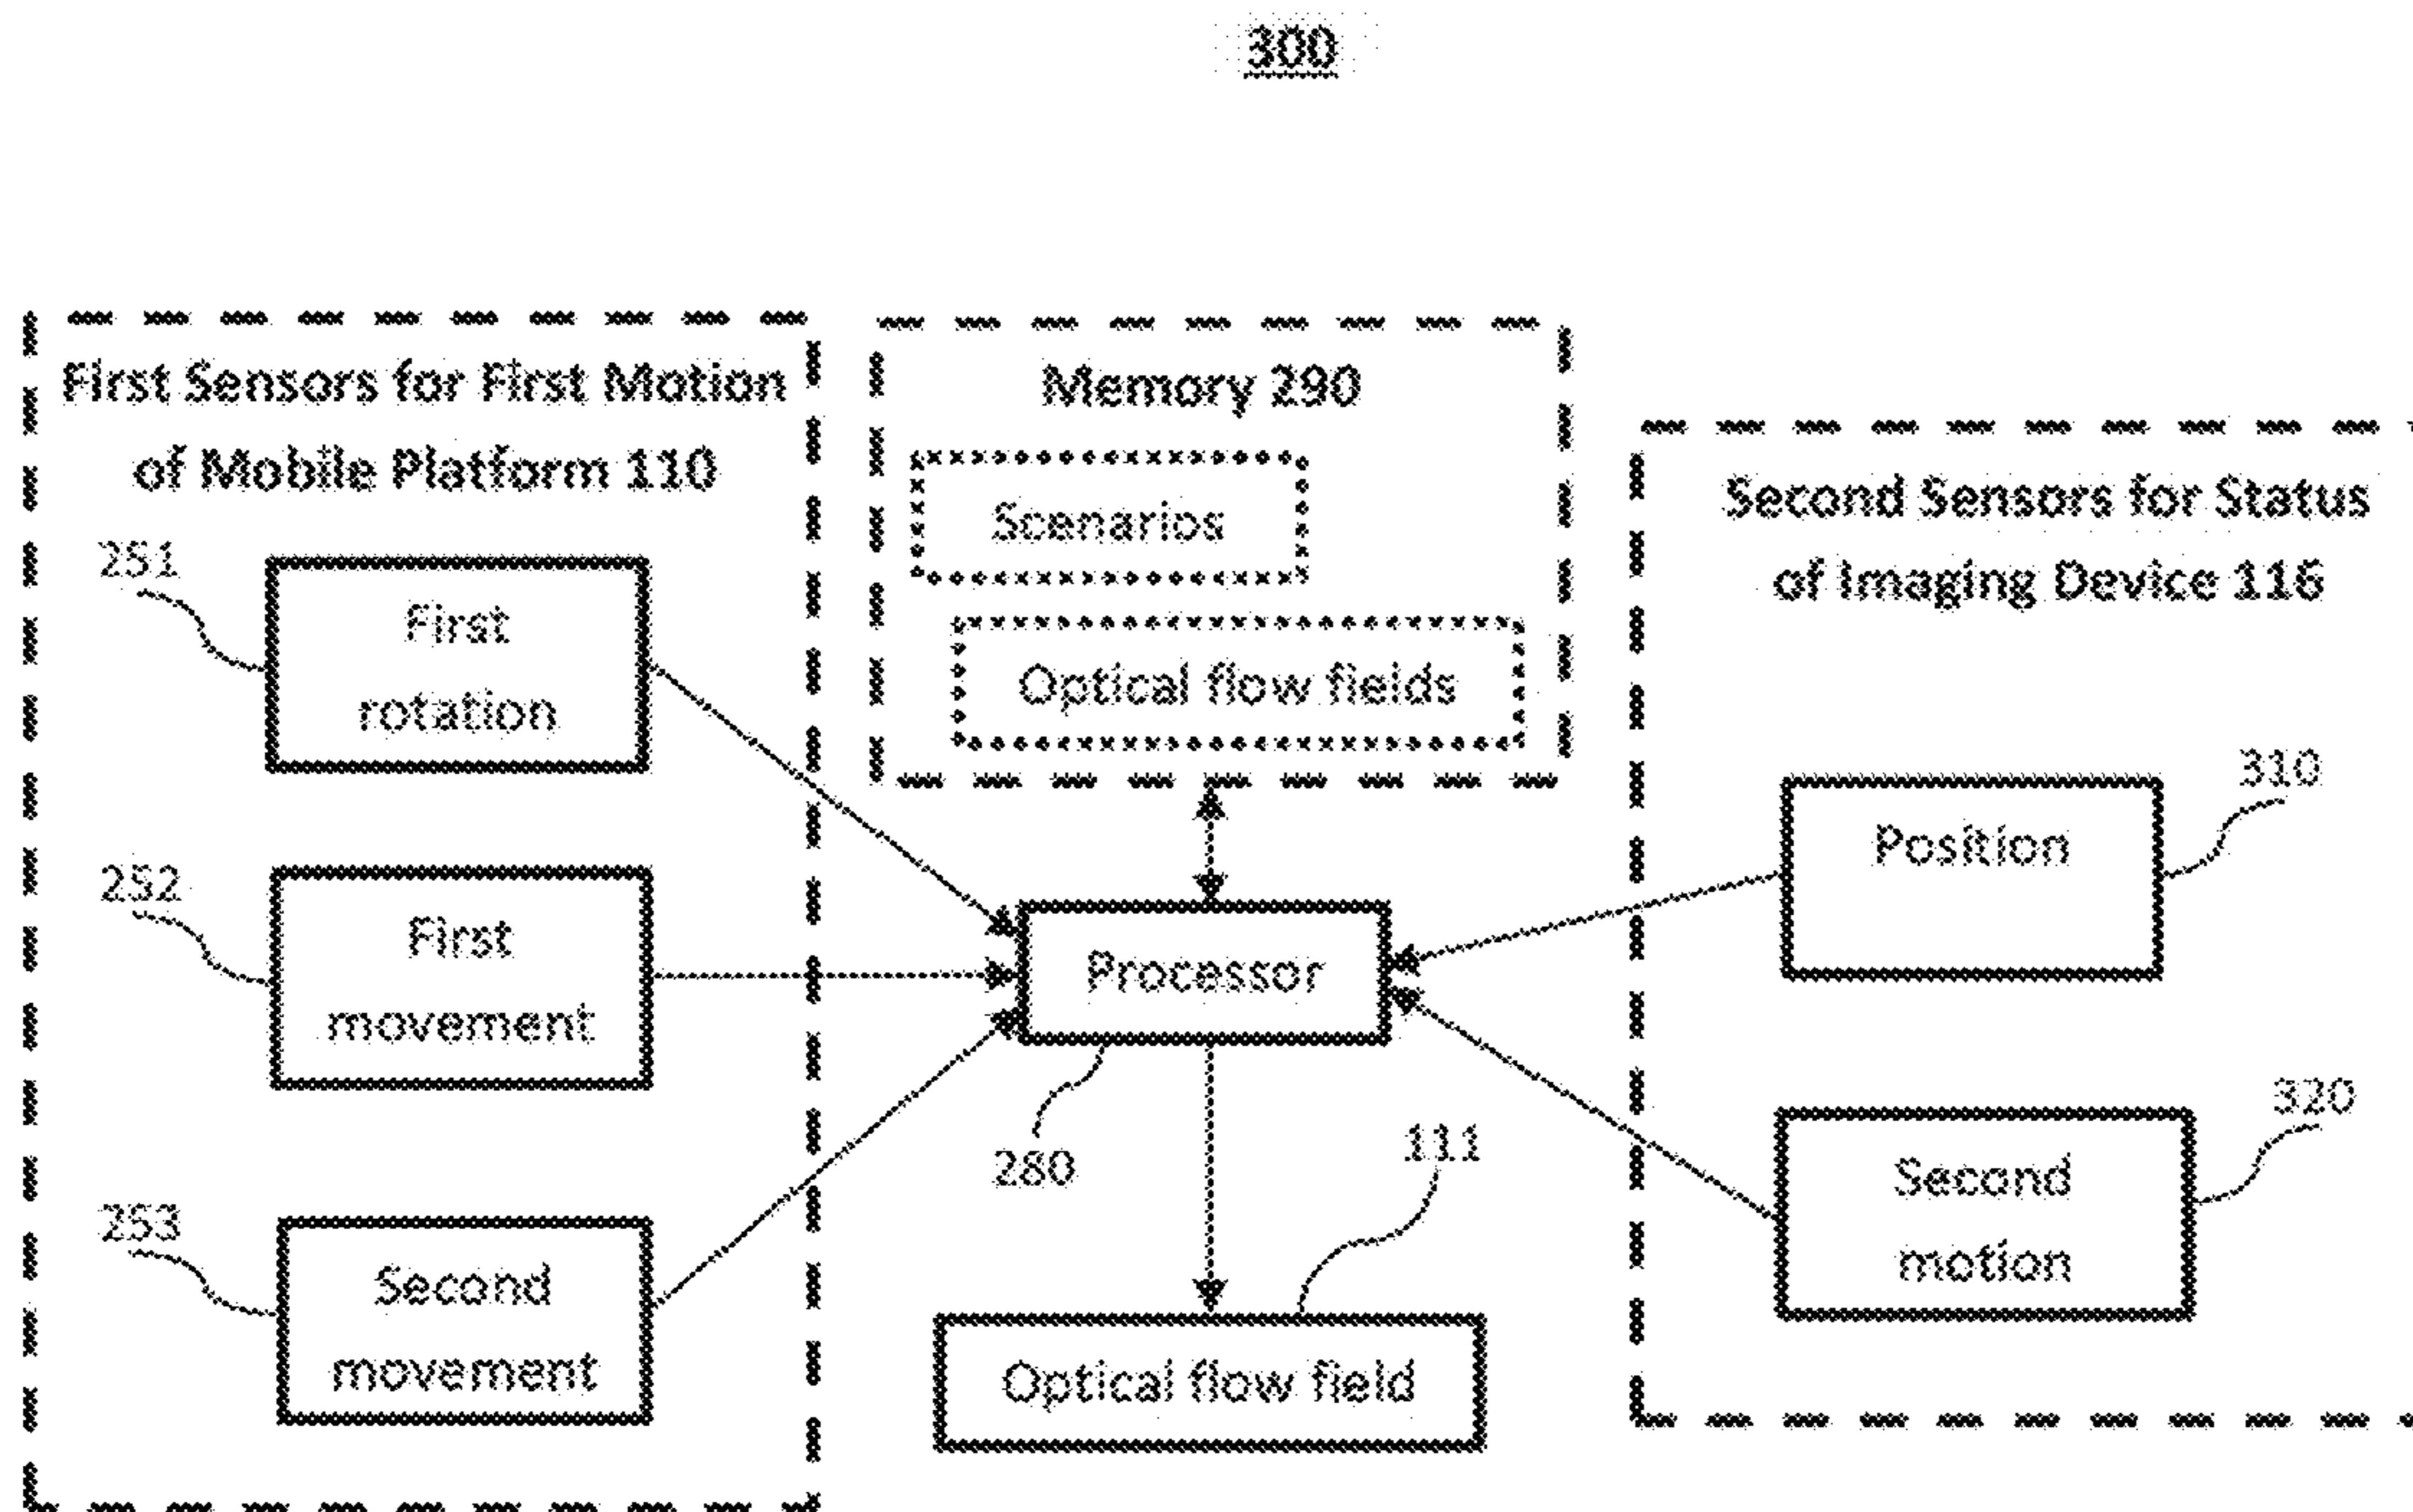 300
First Sensors for First Motion
of Mobile Platform 110
251
First
rotation
252
First
movement
253
Second
movement
Memory 290
Scenarios
Optical flow fields
Processor
280
111
Optical flow field
Second Sensors for Status
of Imaging Device 116
310
Position
320
Second
motion